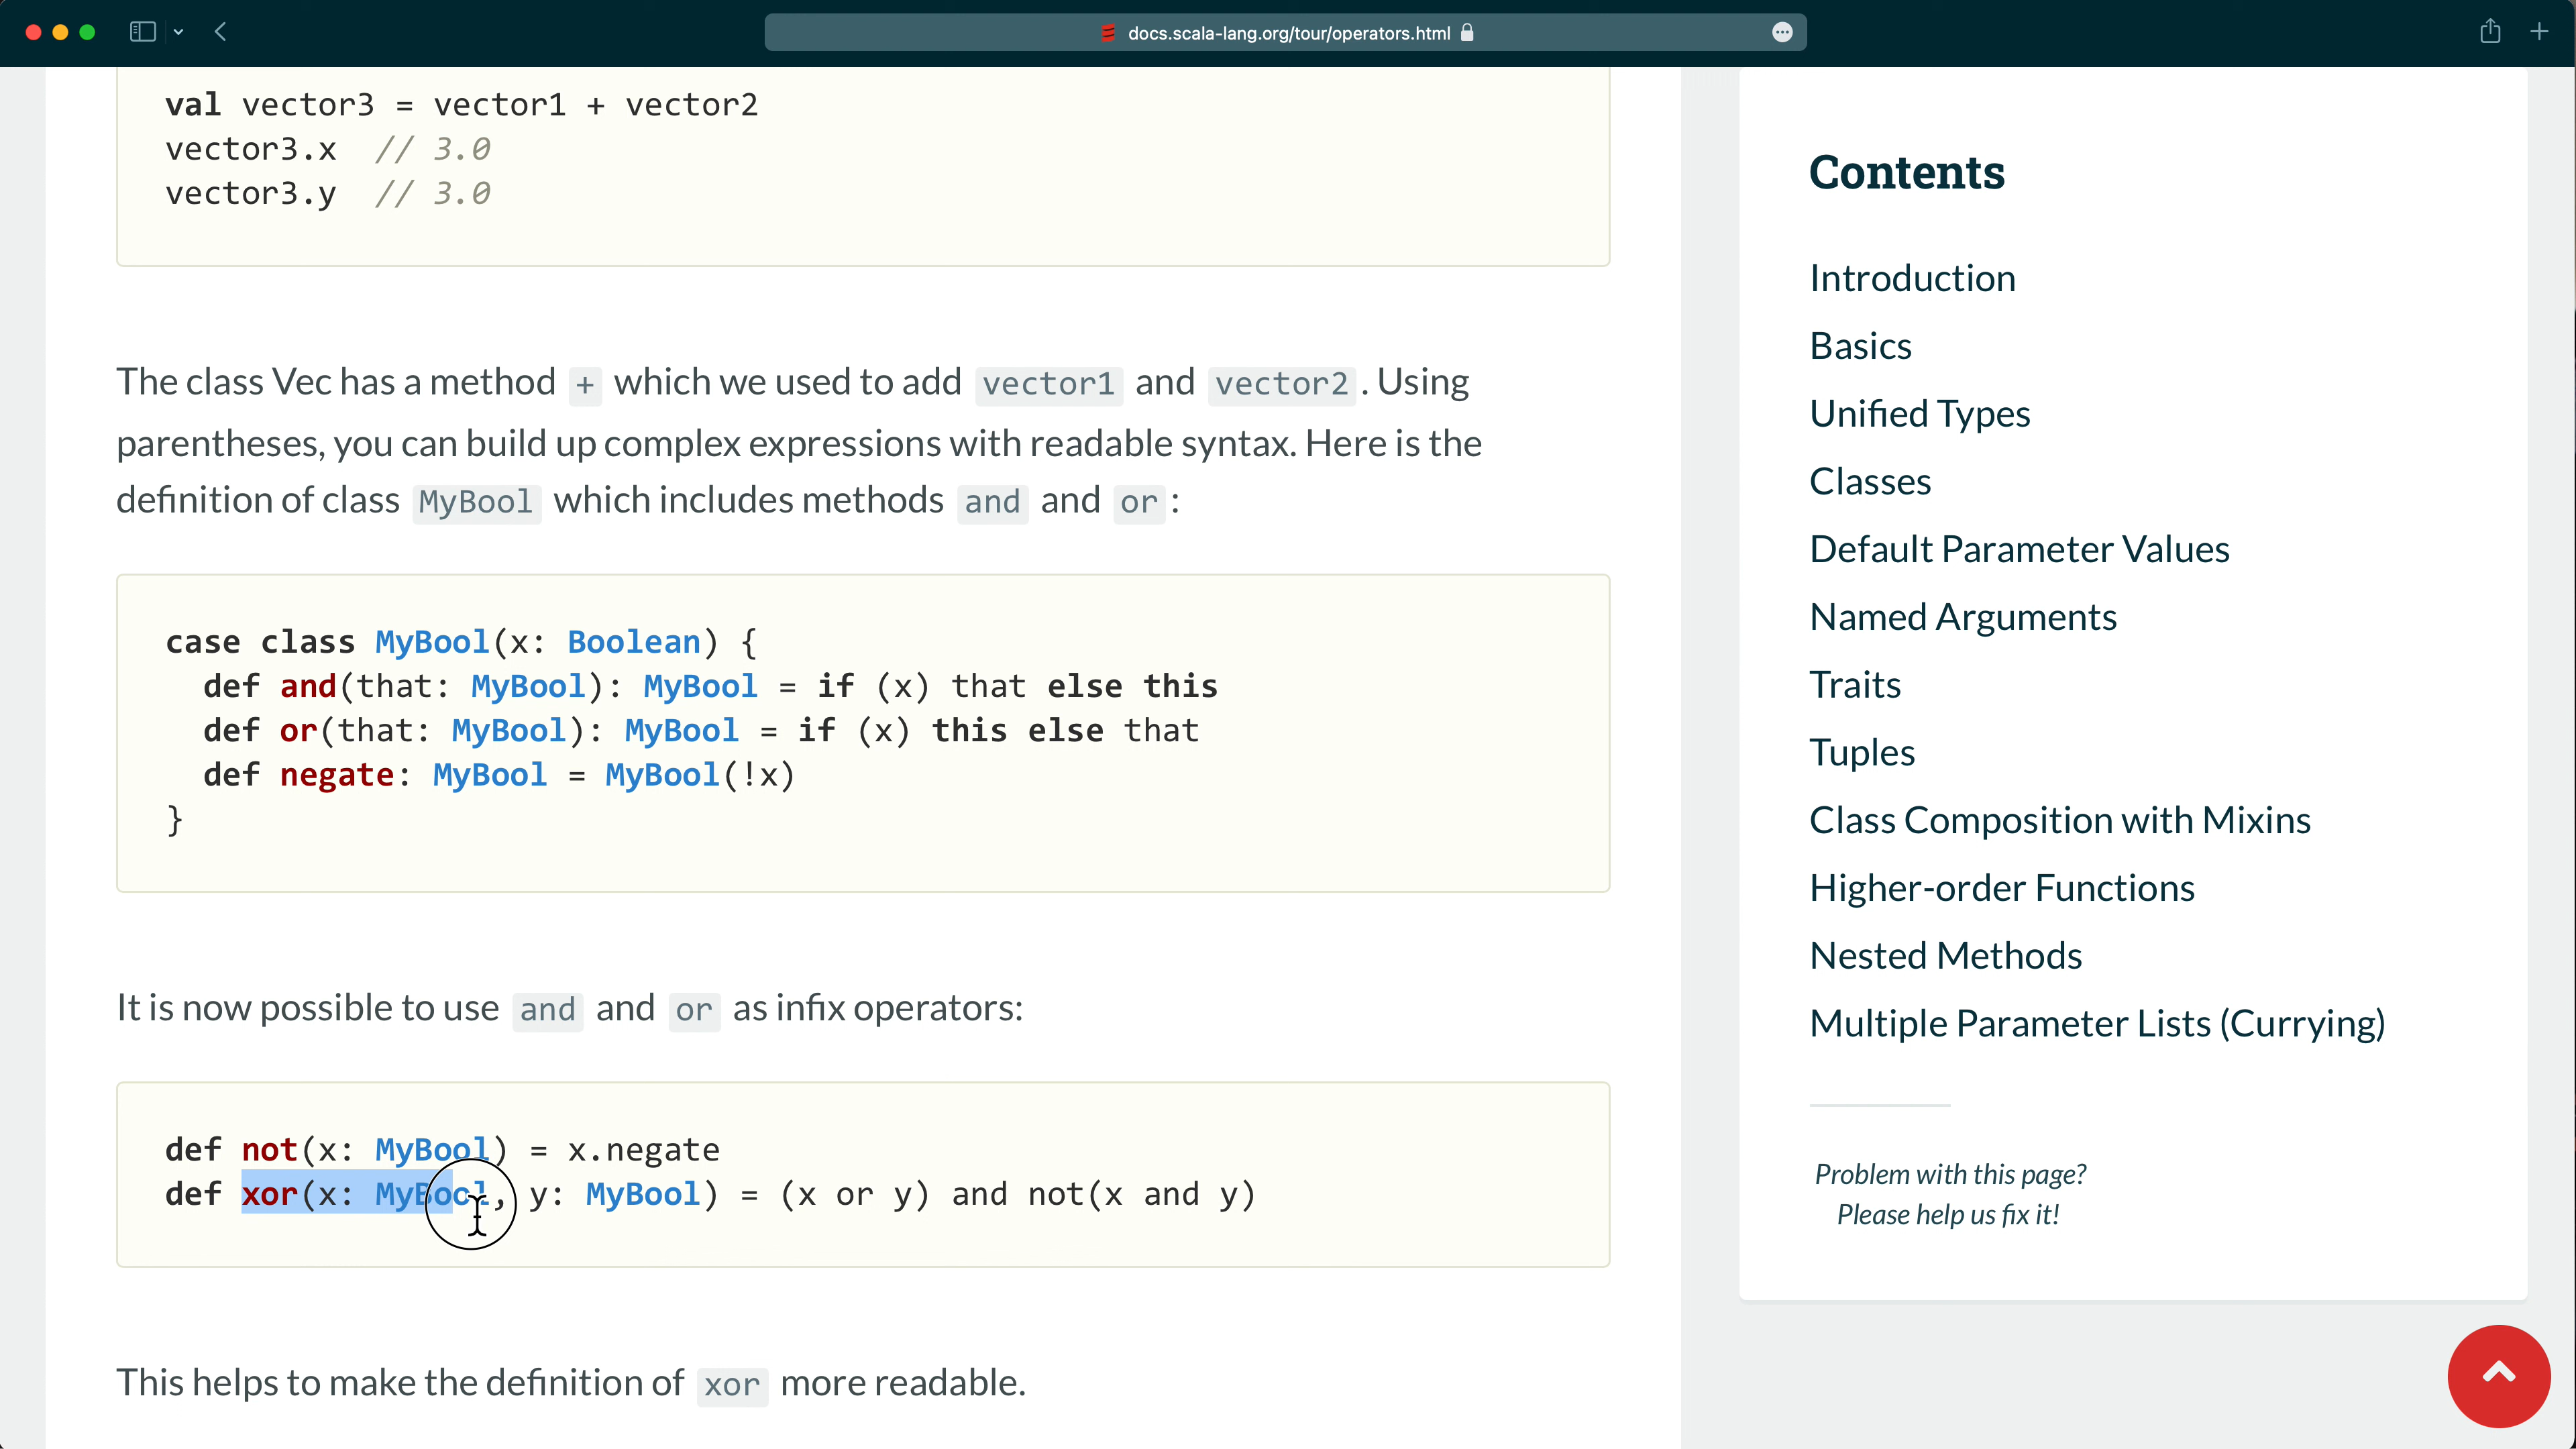 docs.scala-lang.org/tour/operators.html
val vector3 = vector1 + vector2
vector3.x // 3.0
vector3.y // 3.0
The class Vec has a method + which we used to add vector1 and vector2. Using
parentheses, you can build up complex expressions with readable syntax. Here is the
definition of class MyBool which includes methods and and or:
case class MyBool(x: Boolean) {
  def and(that: MyBool): MyBool = if (x) that else this
  def or(that: MyBool): MyBool = if (x) this else that
  def negate: MyBool = MyBool(!x)
}
It is now possible to use and and or as infix operators:
def not(x: MyBool) = x.negate
def xor(x: MyBool, y: MyBool) = (x or y) and not(x and y)
This helps to make the definition of xor more readable.
Contents
Introduction
Basics
Unified Types
Classes
Default Parameter Values
Named Arguments
Traits
Tuples
Class Composition with Mixins
Higher-order Functions
Nested Methods
Multiple Parameter Lists (Currying)
Problem with this page?
Please help us fix it!